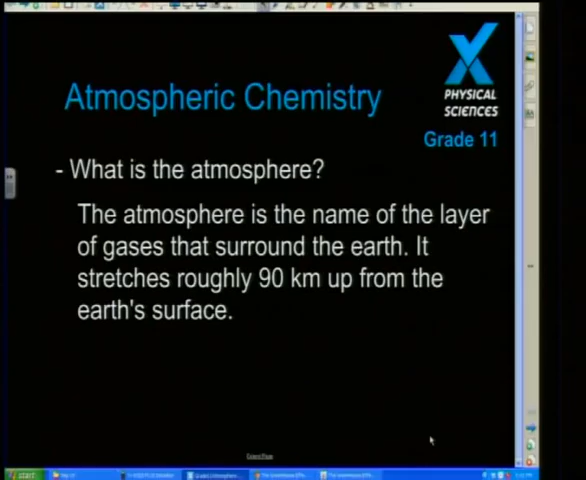 Atmospheric Chemistry
X
PHYSICAL
SCIENCES
Grade 11
- What is the atmosphere?
The atmosphere is the name of the layer
of gases that surround the earth. It
stretches roughly 90 km up from the
earth's surface.
start